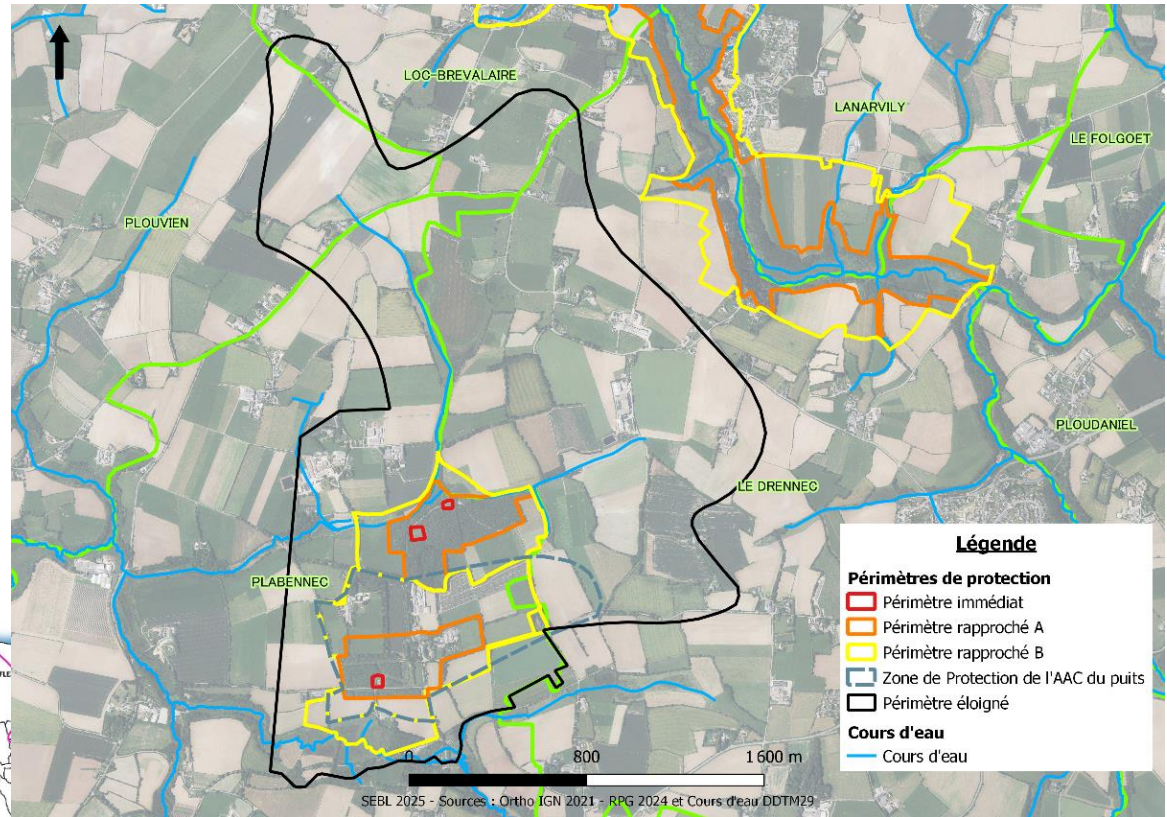 LOC-BREVALAIRE
LANARVILY
LE FOLGOET
PLOUVIEN
PLOUDANIEL
LE DRENNEC
PLABENNEC
Légende
Périmètres de protection
Périmètre immédiat
Périmètre rapproché A
Périmètre rapproché B
Zone de Protection de l'AAC du puits
Périmètre éloigné
Cours d'eau
Cours d'eau
0 800 1600 m
SEBL 2025 - Sources : Ortho IGN 2021 - RPG 2024 et Cours d'eau DDTM29